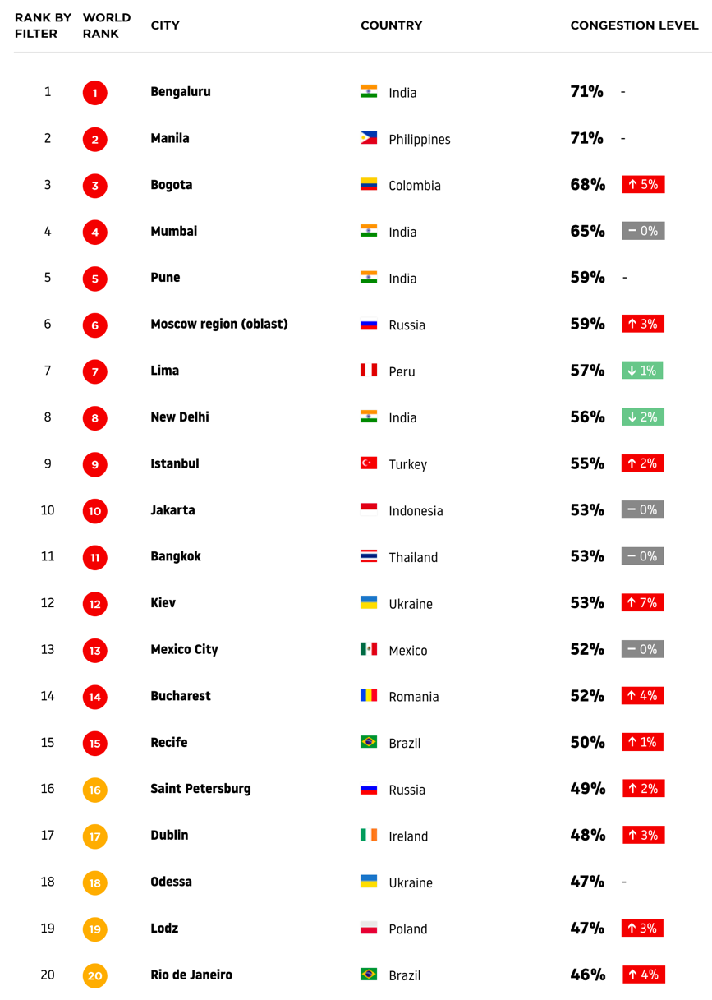 RANK BY FILTER WORLD RANK CITY COUNTRY CONGESTION LEVEL
1 1 Bengaluru India 71% -
2 2 Manila Philippines 71% -
3 3 Bogota Colombia 68% ↑ 5%
4 4 Mumbai India 65% – 0%
5 5 Pune India 59% -
6 6 Moscow region (oblast) Russia 59% ↑ 3%
7 7 Lima Peru 57% ↓ 1%
8 8 New Delhi India 56% ↓ 2%
9 9 Istanbul Turkey 55% ↑ 2%
10 10 Jakarta Indonesia 53% – 0%
11 11 Bangkok Thailand 53% – 0%
12 12 Kiev Ukraine 53% ↑ 7%
13 13 Mexico City Mexico 52% – 0%
14 14 Bucharest Romania 52% ↑ 4%
15 15 Recife Brazil 50% ↑ 1%
16 16 Saint Petersburg Russia 49% ↑ 2%
17 17 Dublin Ireland 48% ↑ 3%
18 18 Odessa Ukraine 47% -
19 19 Lodz Poland 47% ↑ 3%
20 20 Rio de Janeiro Brazil 46% ↑ 4%